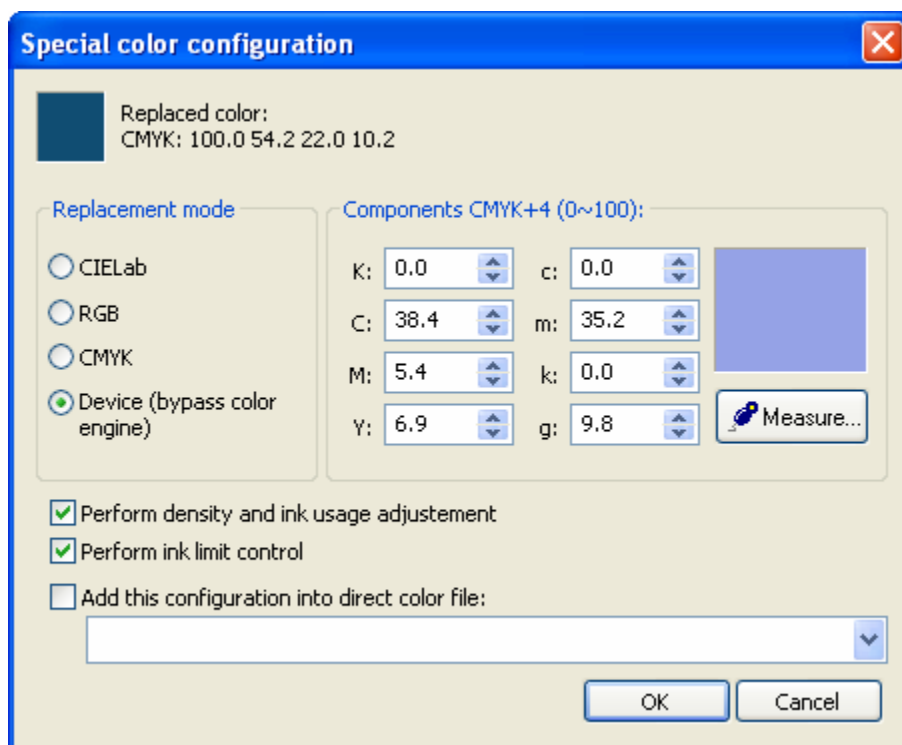 Special color configuration
Replaced color:
CMYK: 100.0 54.2 22.0 10.2
Replacement mode
CIELab
RGB
CMYK
Device (bypass color
engine)
Components CMYK+4 (0~100):
K: 0.0 c: 0.0
C: 38.4 m: 35.2
M: 5.4 k: 0.0
Y: 6.9 g: 9.8
Measure...
Perform density and ink usage adjustement
Perform ink limit control
Add this configuration into direct color file:
OK Cancel